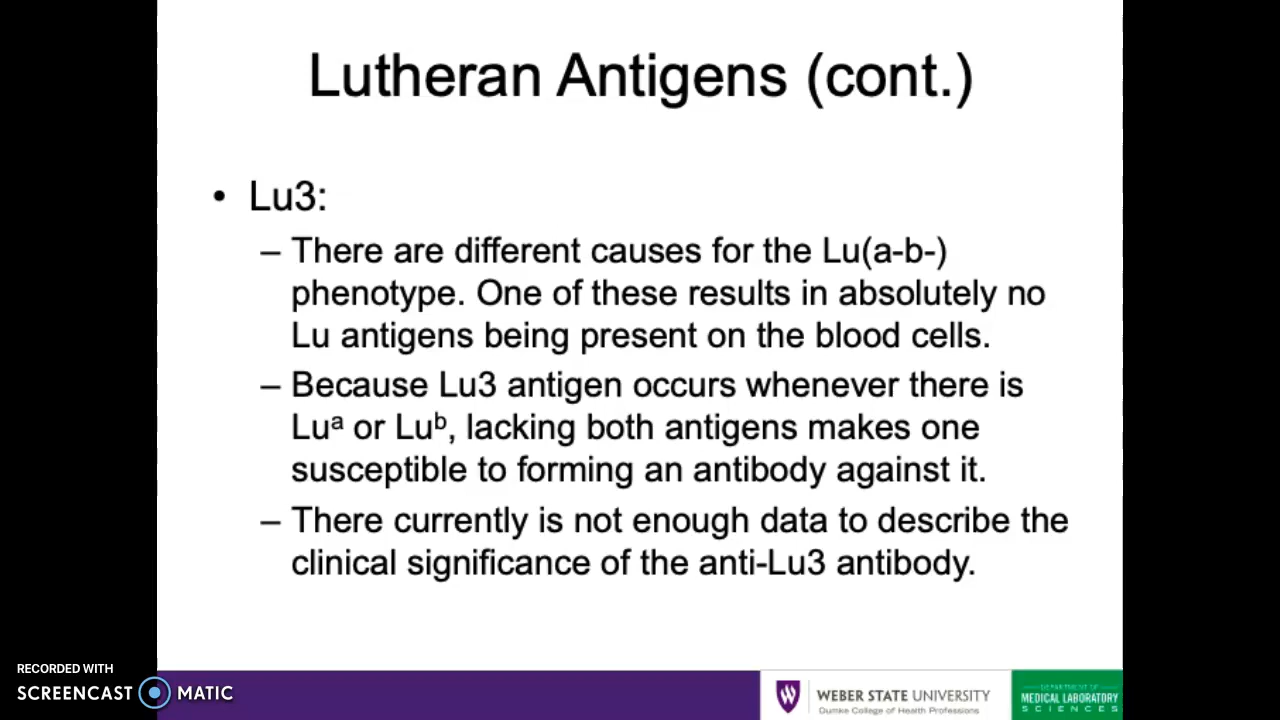 Lutheran Antigens (cont.)
• Lu3:
– There are different causes for the Lu(a-b-)
phenotype. One of these results in absolutely no
Lu antigens being present on the blood cells.
– Because Lu3 antigen occurs whenever there is
Luᵃ or Luᵇ, lacking both antigens makes one
susceptible to forming an antibody against it.
– There currently is not enough data to describe the
clinical significance of the anti-Lu3 antibody.
RECORDED WITH
SCREENCAST MATIC
WEBER STATE UNIVERSITY
Dumke College of Health Professions
DEPARTMENT OF
MEDICAL LABORATORY
SCIENCES